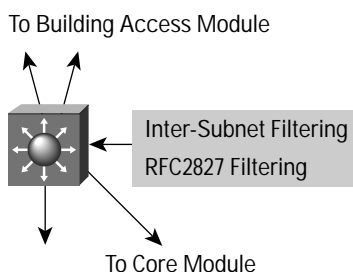 To Building Access Module
Inter-Subnet Filtering
RFC2827 Filtering
To Core Module